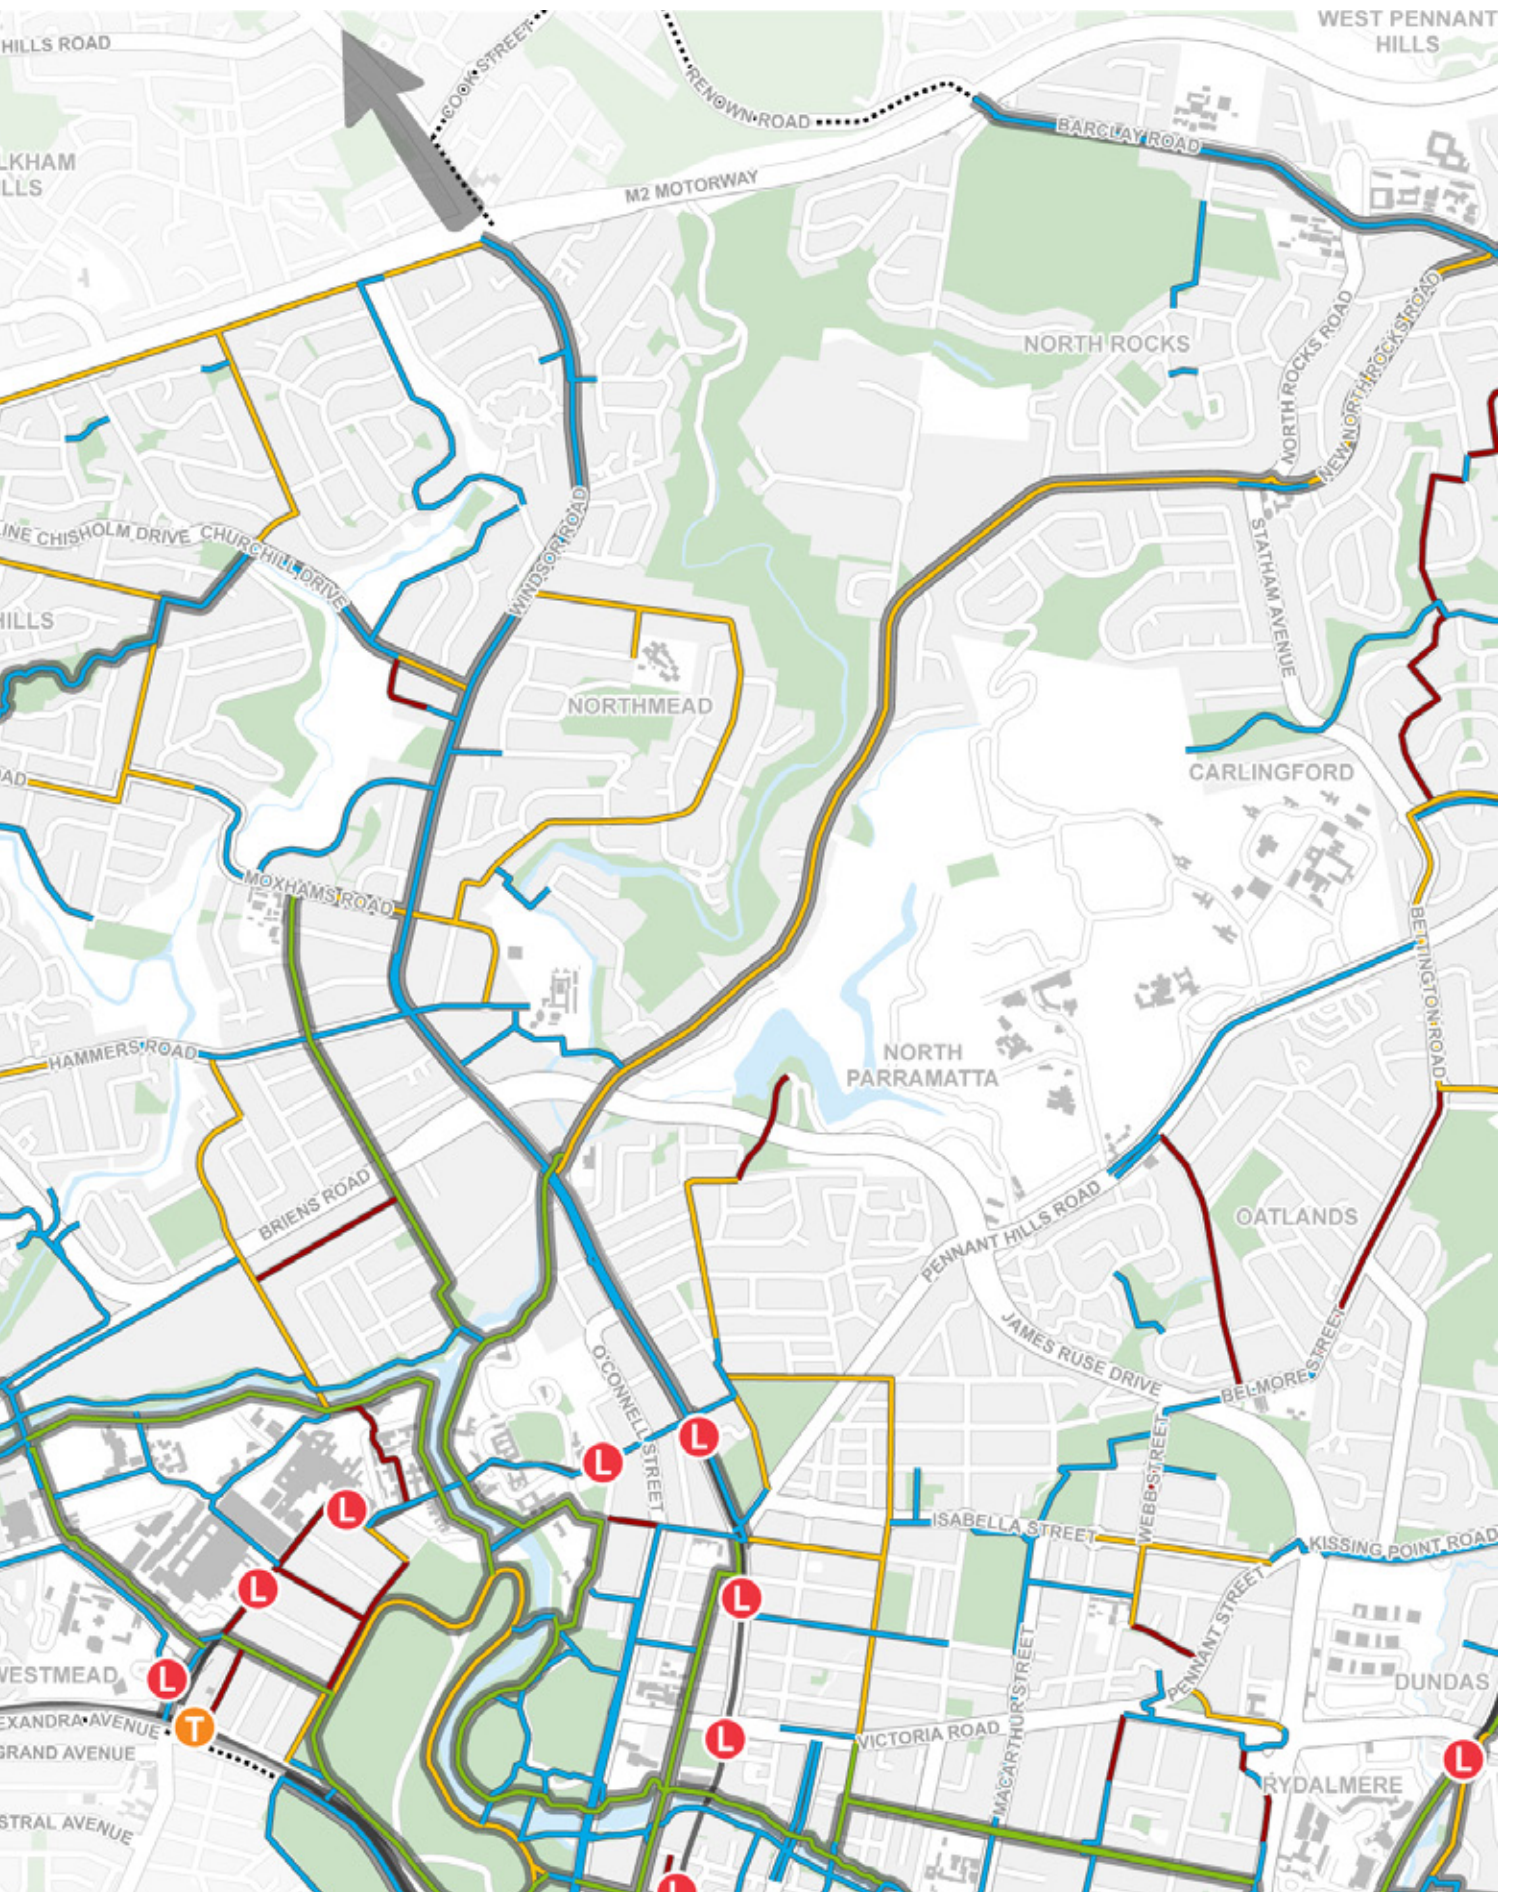 WEST PENNANT
HILLS
HILLS ROAD
COOK STREET
RENOWN ROAD
BARCLAY ROAD
LKHAM
LLS
M2 MOTORWAY
NORTH ROCKS
NORTH ROCKS ROAD
NEW NORTH ROCKS ROAD
LINE CHISHOLM DRIVE
CHURCHILL DRIVE
WINDSOR ROAD
STATHAM AVENUE
HILLS
NORTHMEAD
OAD
CARLINGFORD
MOXHAMS ROAD
BETTINGTON ROAD
HAMMERS ROAD
NORTH
PARRAMATTA
BRIENS ROAD
PENNANT HILLS ROAD
OATLANDS
JAMES RUSE DRIVE
BELMORE STREET
O'CONNELL STREET
L
L
WEBB STREET
L
ISABELLA STREET
KISSING POINT ROAD
L
L
PENNANT STREET
MACARTHUR STREET
WESTMEAD
L
DUNDAS
EXANDRA AVENUE
T
GRAND AVENUE
L
VICTORIA ROAD
L
RYDALMERE
STRAL AVENUE
L